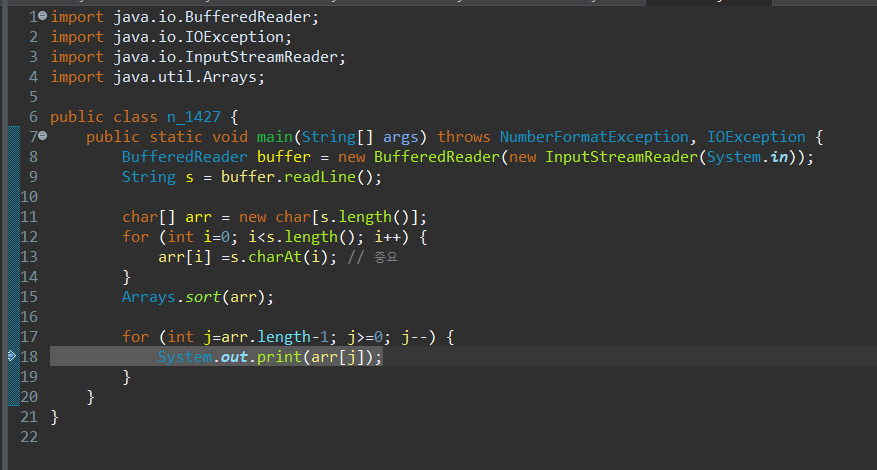 1 import java.io.BufferedReader;
2 import java.io.IOException;
3 import java.io.InputStreamReader;
4 import java.util.Arrays;
5
6 public class n_1427 {
7     public static void main(String[] args) throws NumberFormatException, IOException {
8         BufferedReader buffer = new BufferedReader(new InputStreamReader(System.in));
9         String s = buffer.readLine();
10
11         char[] arr = new char[s.length()];
12         for (int i=0; i<s.length(); i++) {
13             arr[i] =s.charAt(i); // 중요
14         }
15         Arrays.sort(arr);
16
17         for (int j=arr.length-1; j>=0; j--) {
18             System.out.print(arr[j]);
19         }
20     }
21 }
22